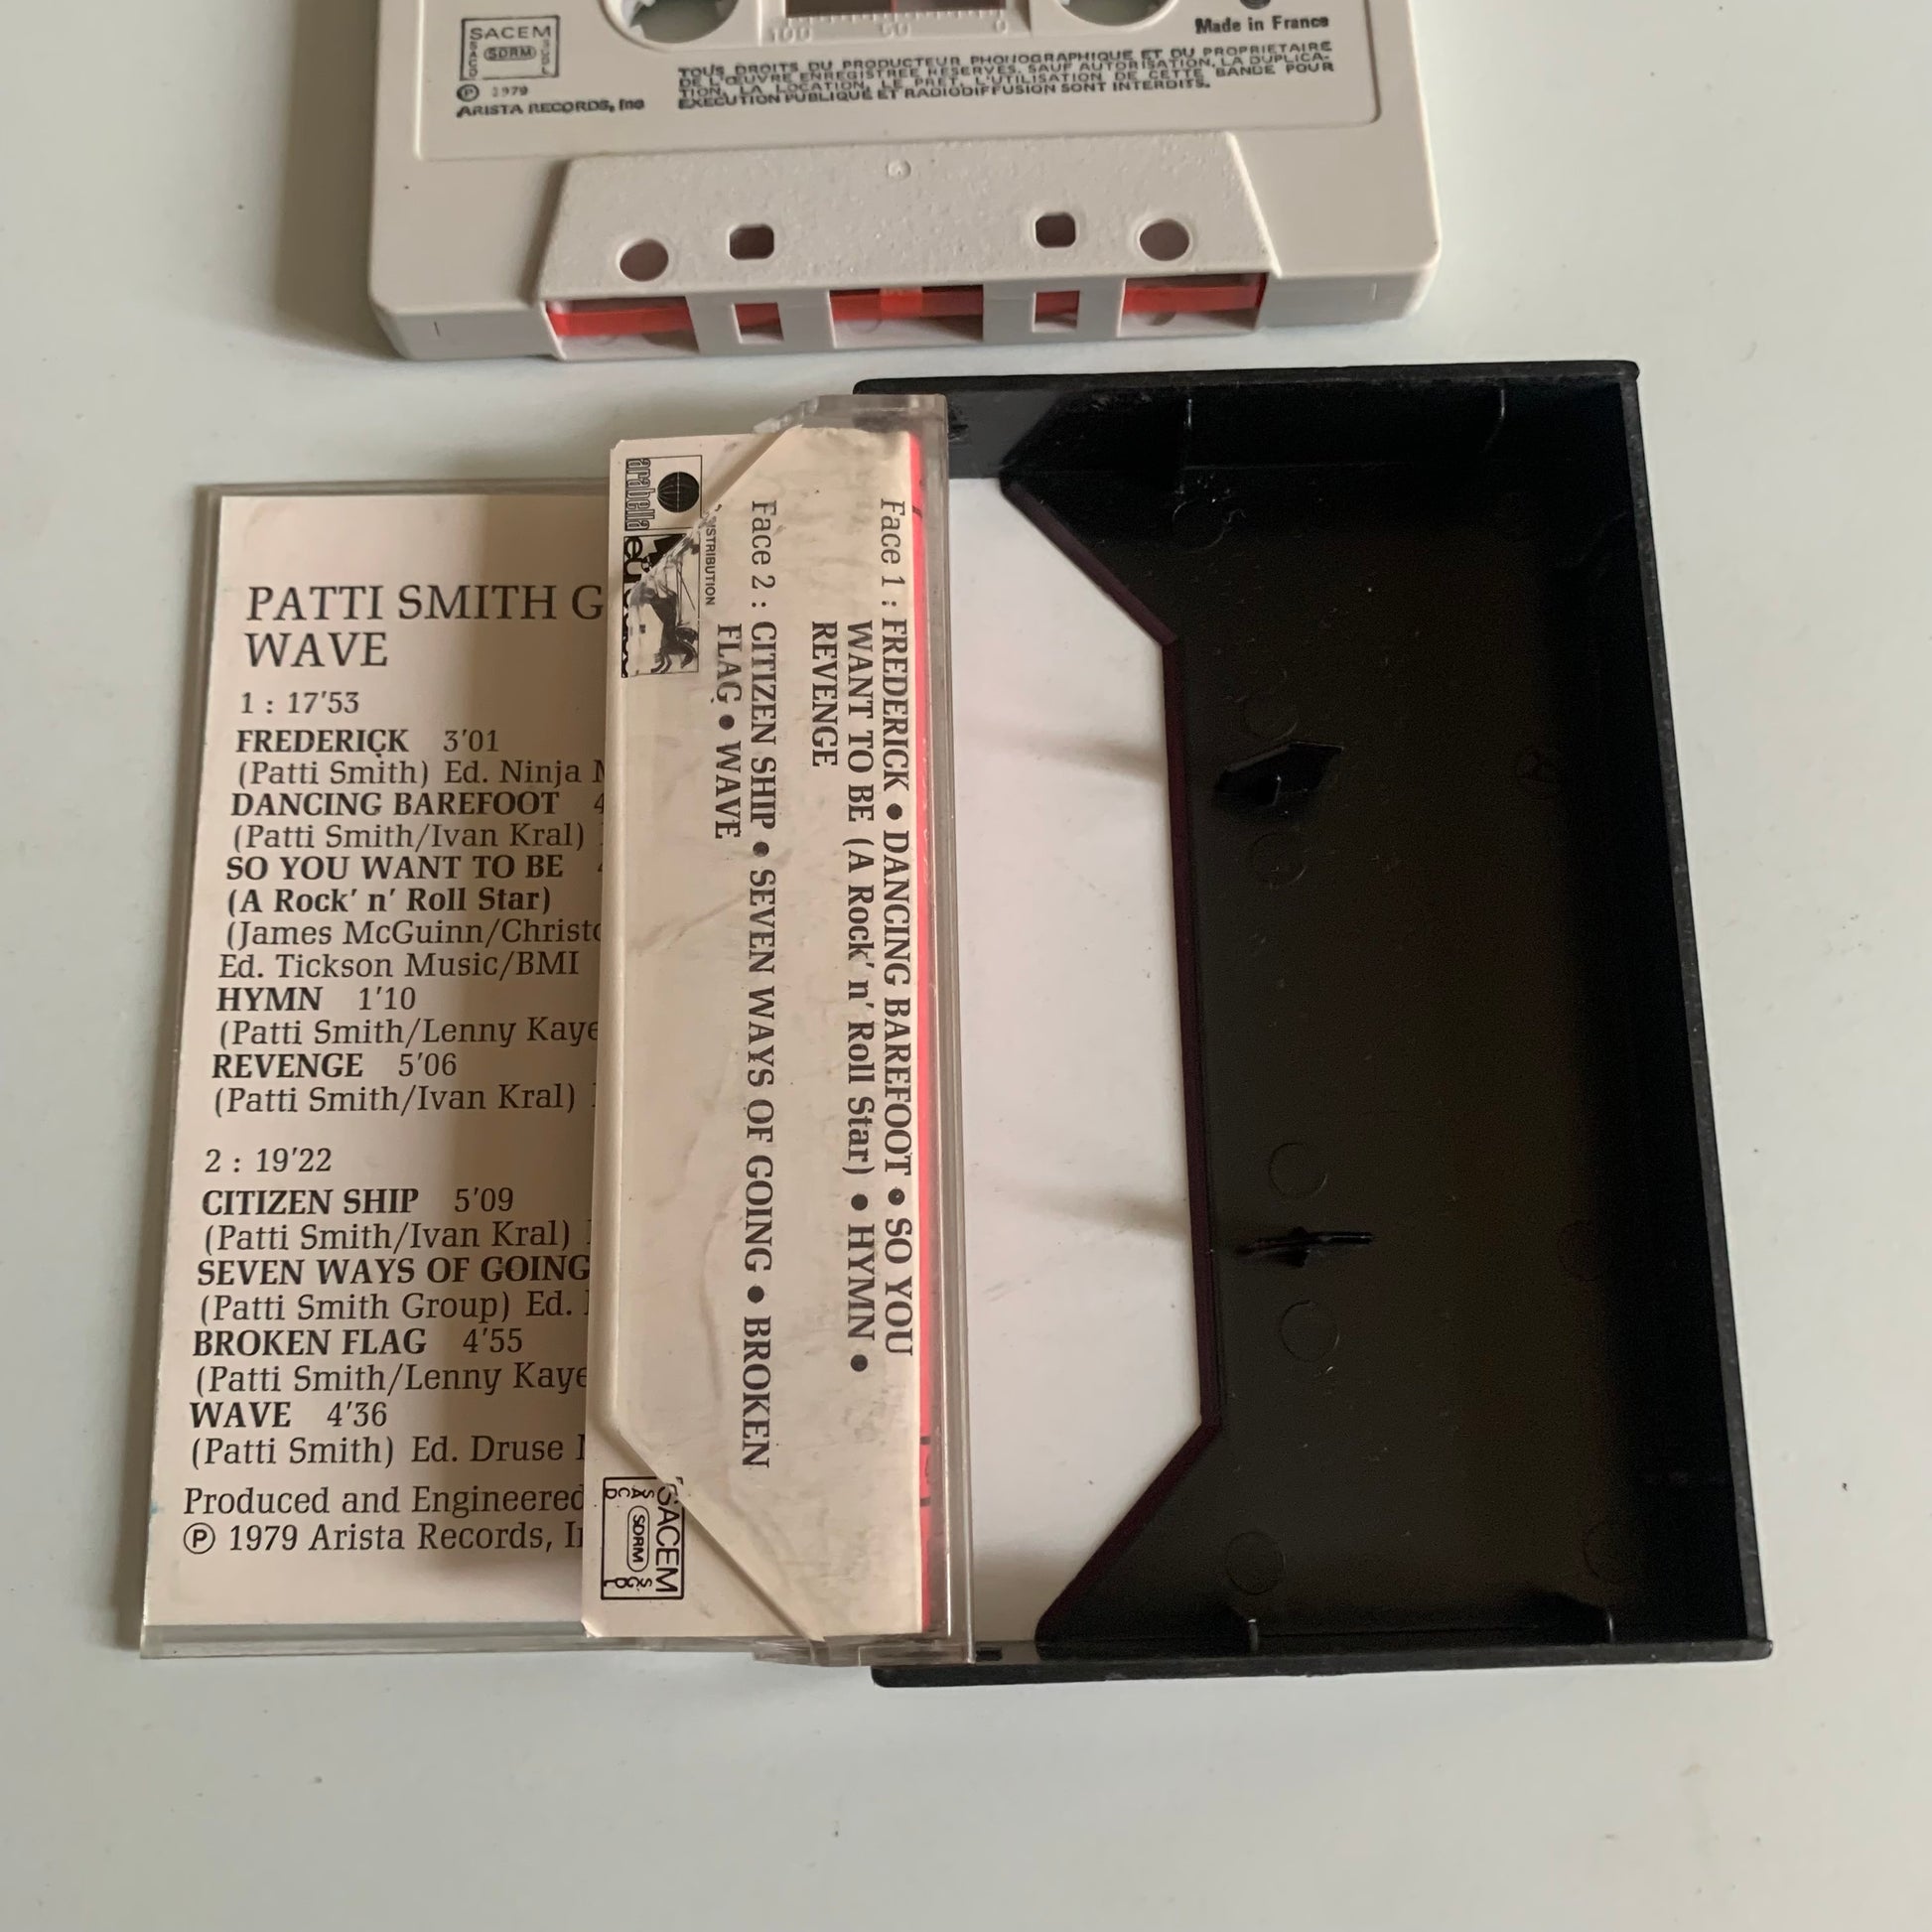 SACEM
SDRM
Ⓟ 1979
ARISTA RECORDS, Inc
100 50 0
Made in France
TOUS DROITS DU PRODUCTEUR PHONOGRAPHIQUE ET DU PROPRIETAIRE
DE L'ŒUVRE ENREGISTREE RESERVES. SAUF AUTORISATION, LA DUPLICA-
TION, LA LOCATION, LE PRET, L'UTILISATION DE CETTE BANDE POUR
EXECUTION PUBLIQUE ET RADIODIFFUSION SONT INTERDITS.
PATTI SMITH G
WAVE
1 : 17'53
FREDERICK 3'01
(Patti Smith) Ed. Ninja
DANCING BAREFOOT 4
(Patti Smith/Ivan Kral)
SO YOU WANT TO BE
(A Rock' n' Roll Star)
(James McGuinn/Christo
Ed. Tickson Music/BMI
HYMN 1'10
(Patti Smith/Lenny Kaye
REVENGE 5'06
(Patti Smith/Ivan Kral)
2 : 19'22
CITIZEN SHIP 5'09
(Patti Smith/Ivan Kral)
SEVEN WAYS OF GOING
(Patti Smith Group) Ed.
BROKEN FLAG 4'55
(Patti Smith/Lenny Kaye
WAVE 4'36
(Patti Smith) Ed. Druse
Produced and Engineered
Ⓟ 1979 Arista Records, I
Face 1 : FREDERICK • DANCING BAREFOOT • SO YOU
WANT TO BE (A Rock' n' Roll Star) • HYMN •
REVENGE
Face 2 : CITIZEN SHIP • SEVEN WAYS OF GOING • BROKEN
FLAG • WAVE
STRIBUTION
arabella
SACEM
SDRM